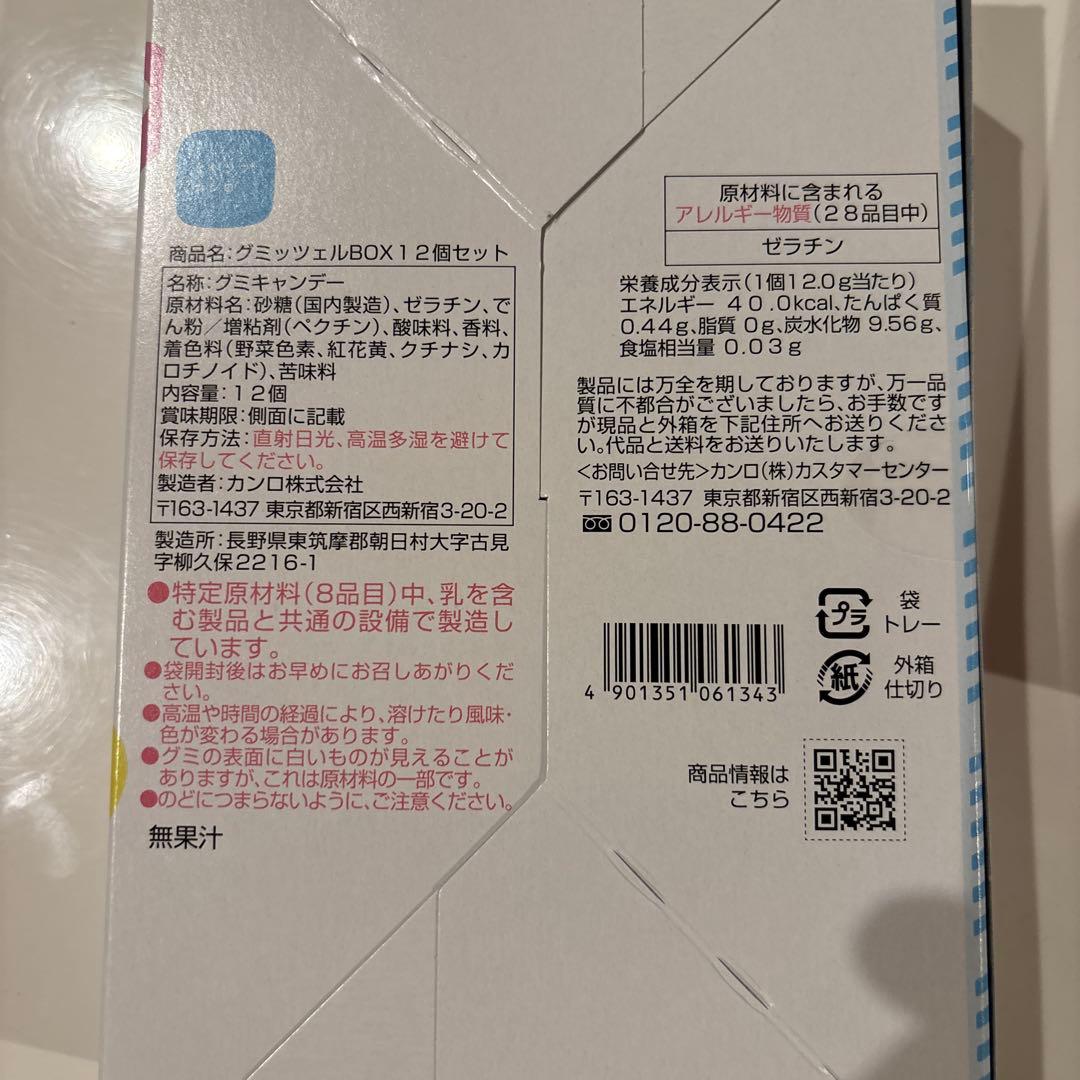 商品名:グミッツェルBOX12個セット
名称:グミキャンデー
原材料名:砂糖(国内製造)、ゼラチン、で
ん粉/増粘剤(ペクチン)、酸味料、香料、
着色料(野菜色素、紅花黄、クチナシ、カ
ロチノイド)、苦味料
内容量:12個
賞味期限:側面に記載
保存方法:直射日光、高温多湿を避けて
保存してください。
製造者:カンロ株式会社
〒163-1437 東京都新宿区西新宿3-20-2
製造所:長野県東筑摩郡朝日村大字古見
字柳久保2216-1
●特定原材料(8品目)中、乳を含
む製品と共通の設備で製造し
ています。
●袋開封後はお早めにお召しあがりくだ
さい。
●高温や時間の経過により、溶けたり風味・
色が変わる場合があります。
●グミの表面に白いものが見えることが
ありますが、これは原材料の一部です。
●のどにつまらないように、ご注意ください。
無果汁
原材料に含まれる
アレルギー物質(28品目中)
ゼラチン
栄養成分表示(1個12.0g当たり)
エネルギー 40.0kcal、たんぱく質
0.44g、脂質 0g、炭水化物 9.56g、
食塩相当量 0.03g
製品には万全を期しておりますが、万一品
質に不都合がございましたら、お手数です
が現品と外箱を下記住所へお送りくださ
い。代品と送料をお送りいたします。
<お問い合せ先>カンロ(株)カスタマーセンター
〒163-1437 東京都新宿区西新宿3-20-2
0120-88-0422
プラ 袋
トレー
紙 外箱
仕切り
4 901351 061343
商品情報は
こちら